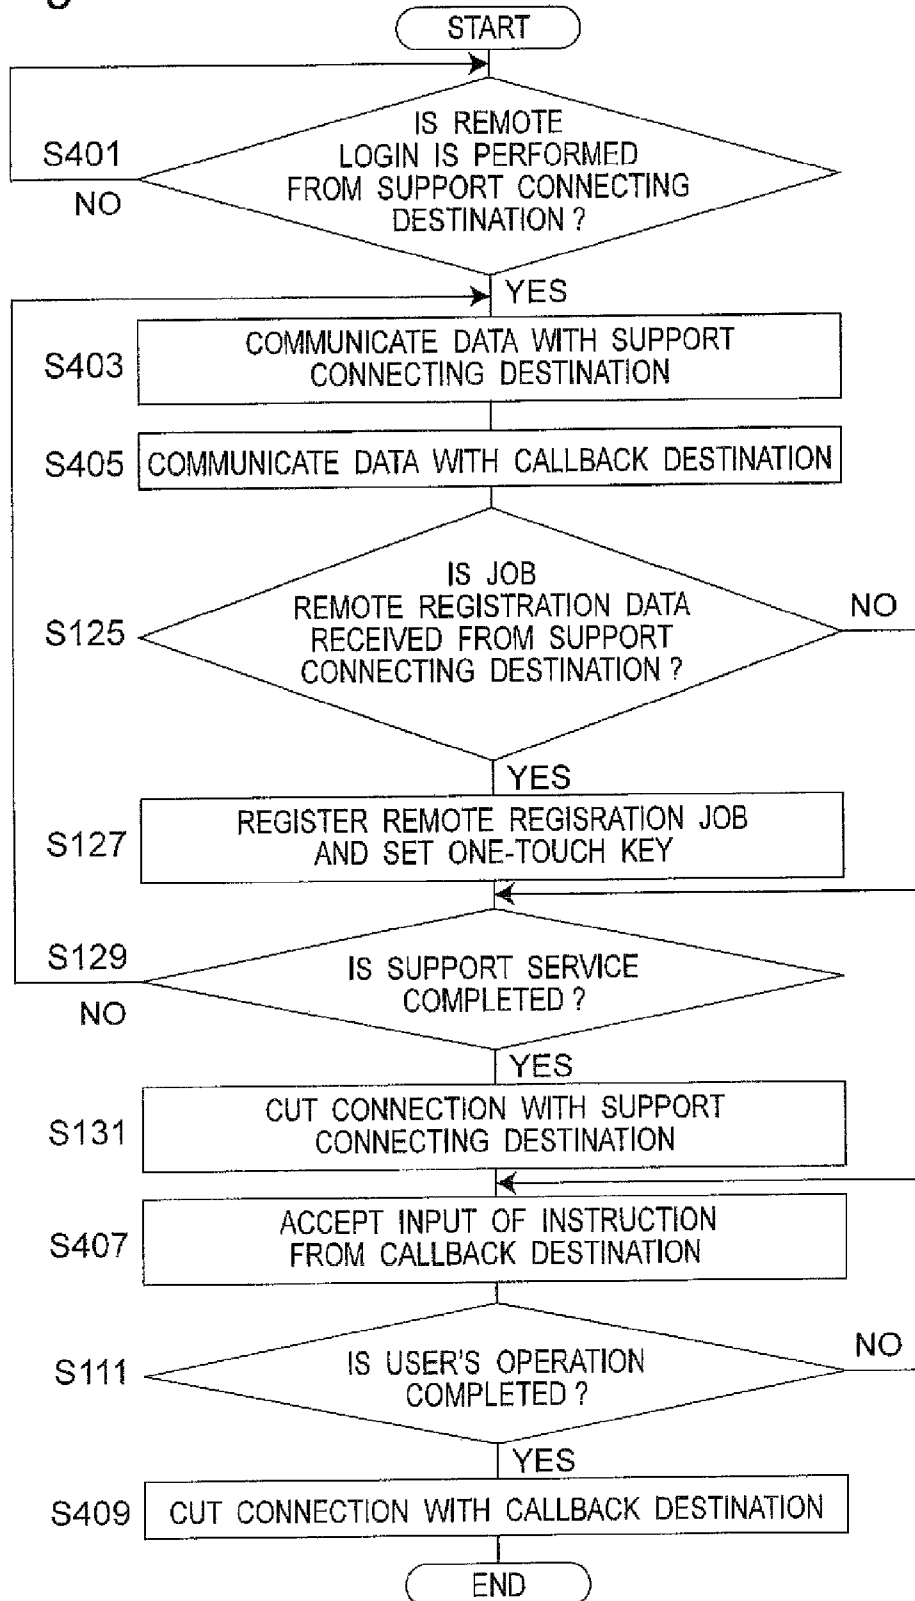 START
IS REMOTE
LOGIN IS PERFORMED
FROM SUPPORT CONNECTING
DESTINATION ?
S401
NO
YES
S403
COMMUNICATE DATA WITH SUPPORT
CONNECTING DESTINATION
S405
COMMUNICATE DATA WITH CALLBACK DESTINATION
IS JOB
REMOTE REGISTRATION DATA
RECEIVED FROM SUPPORT
CONNECTING DESTINATION ?
S125
NO
YES
S127
REGISTER REMOTE REGISRATION JOB
AND SET ONE-TOUCH KEY
S129
IS SUPPORT SERVICE
COMPLETED ?
NO
YES
S131
CUT CONNECTION WITH SUPPORT
CONNECTING DESTINATION
S407
ACCEPT INPUT OF INSTRUCTION
FROM CALLBACK DESTINATION
S111
IS USER'S OPERATION
COMPLETED ?
NO
YES
S409
CUT CONNECTION WITH CALLBACK DESTINATION
END